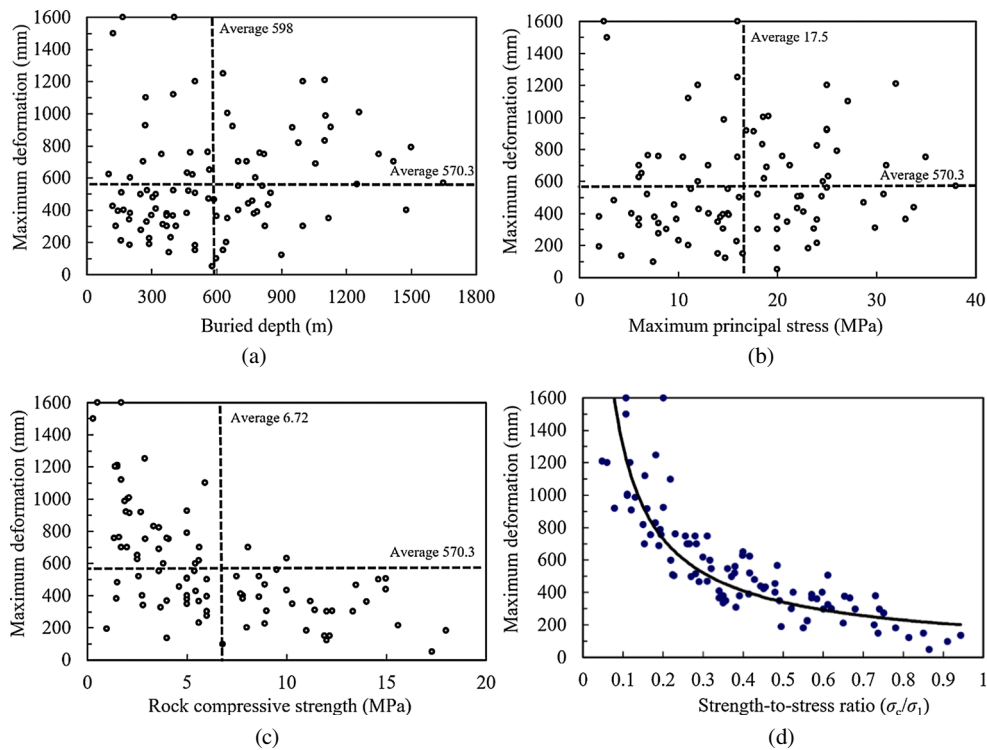 (a)
Maximum deformation (mm)
1600
1400
1200
1000
800
600
400
200
0
Average 598
Average 570.3
0 300 600 900 1200 1500 1800
Buried depth (m)
(b)
Maximum deformation (mm)
1600
1400
1200
1000
800
600
400
200
0
Average 17.5
Average 570.3
0 10 20 30 40
Maximum principal stress (MPa)
(c)
Maximum deformation (mm)
1600
1400
1200
1000
800
600
400
200
0
Average 6.72
Average 570.3
0 5 10 15 20
Rock compressive strength (MPa)
(d)
Maximum deformation (mm)
1600
1400
1200
1000
800
600
400
200
0
0 0.1 0.2 0.3 0.4 0.5 0.6 0.7 0.8 0.9 1
Strength-to-stress ratio (σc/σ1)